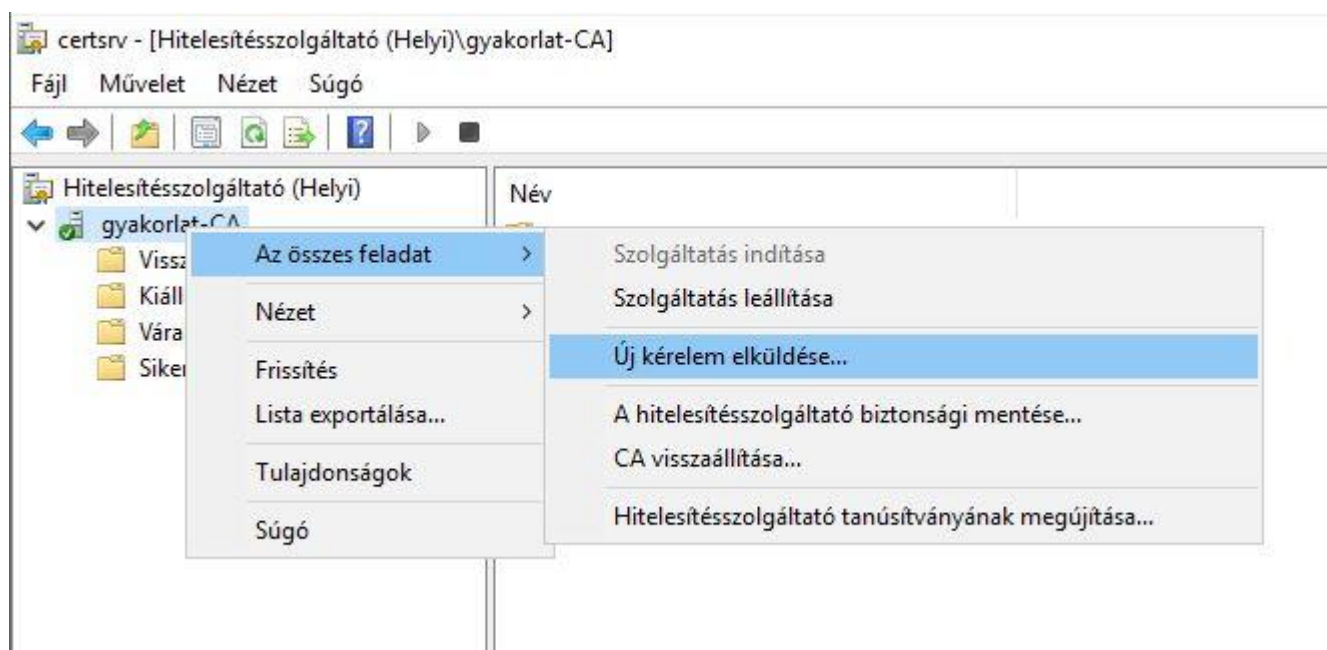 certsrv - [Hitelesítésszolgáltató (Helyi)\gyakorlat-CA]
Fájl Művelet Nézet Súgó
Hitelesítésszolgáltató (Helyi)
Név
gyakorlat-CA
Az összes feladat
Nézet
Frissítés
Lista exportálása...
Tulajdonságok
Súgó
Szolgáltatás indítása
Szolgáltatás leállítása
Új kérelem elküldése...
A hitelesítésszolgáltató biztonsági mentése...
CA visszaállítása...
Hitelesítésszolgáltató tanúsítványának megújítása...